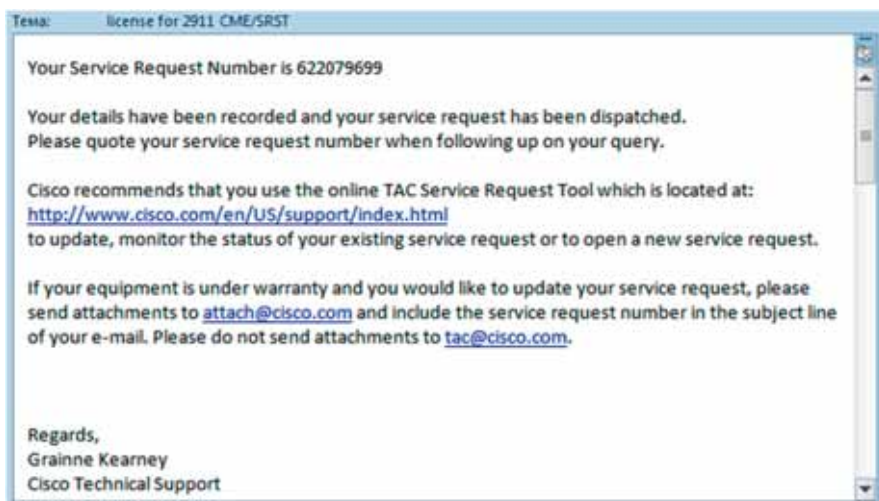 Тема: license for 2911 CME/SRST
Your Service Request Number is 622079699
Your details have been recorded and your service request has been dispatched.
Please quote your service request number when following up on your query.
Cisco recommends that you use the online TAC Service Request Tool which is located at:
http://www.cisco.com/en/US/support/index.html
to update, monitor the status of your existing service request or to open a new service request.
If your equipment is under warranty and you would like to update your service request, please
send attachments to attach@cisco.com and include the service request number in the subject line
of your e-mail. Please do not send attachments to tac@cisco.com.
Regards,
Grainne Kearney
Cisco Technical Support